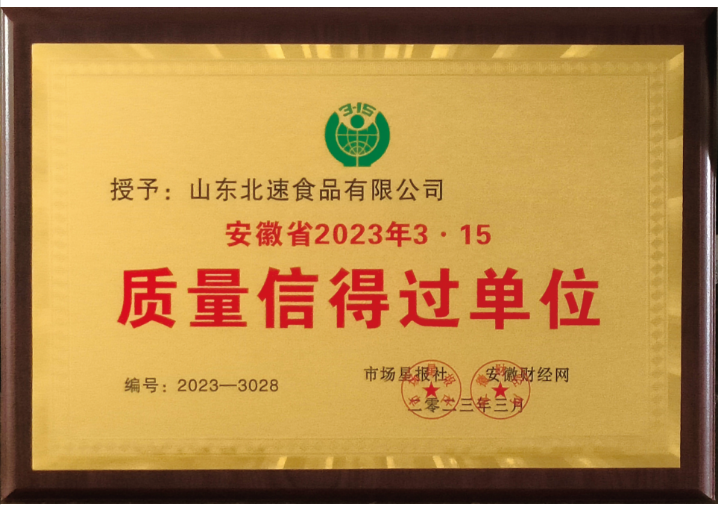 3·15
授予：山东北速食品有限公司
安徽省2023年3·15
质量信得过单位
市场星报社 安徽财经网
编号：2023—3028
二零二三年三月